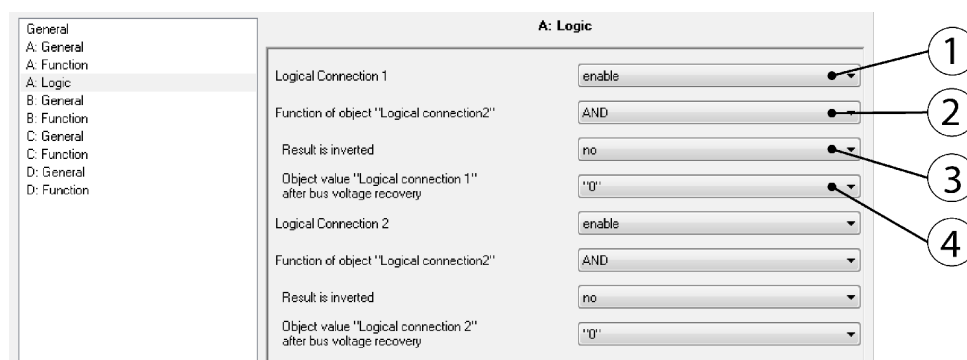 General
A: General
A: Function
A: Logic
B: General
B: Function
C: General
C: Function
D: General
D: Function
A: Logic
Logical Connection 1
enable
1
Function of object "Logical connection2"
AND
2
Result is inverted
no
3
Object value "Logical connection 1"
after bus voltage recovery
"0"
4
Logical Connection 2
enable
Function of object "Logical connection2"
AND
Result is inverted
no
Object value "Logical connection 2"
after bus voltage recovery
"0"